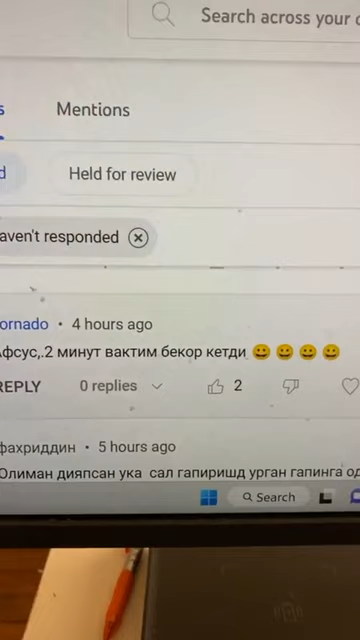 Search across your
Mentions
Held for review
aven't responded
ornado • 4 hours ago
фсус,.2 минут вактим бекор кетди 😀 😀 😀 😀
REPLY 0 replies 2
фахриддин • 5 hours ago
Олиман дияпсан ука сал гапиришд урган гапинга
Search